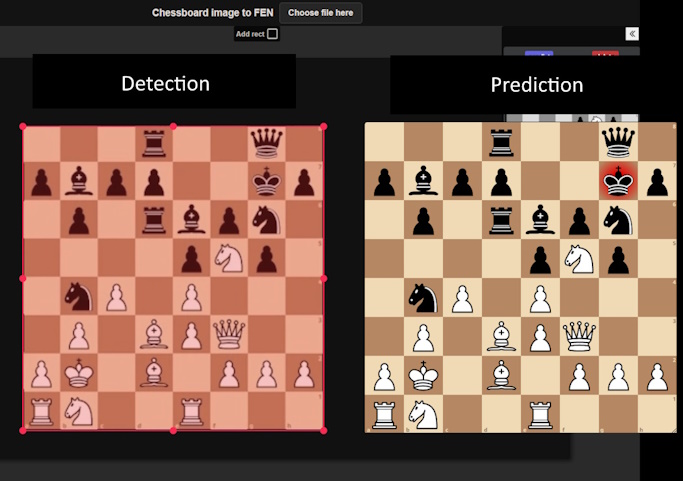 Chessboard image to FEN Choose file here
Add rect
«
Detection
Prediction